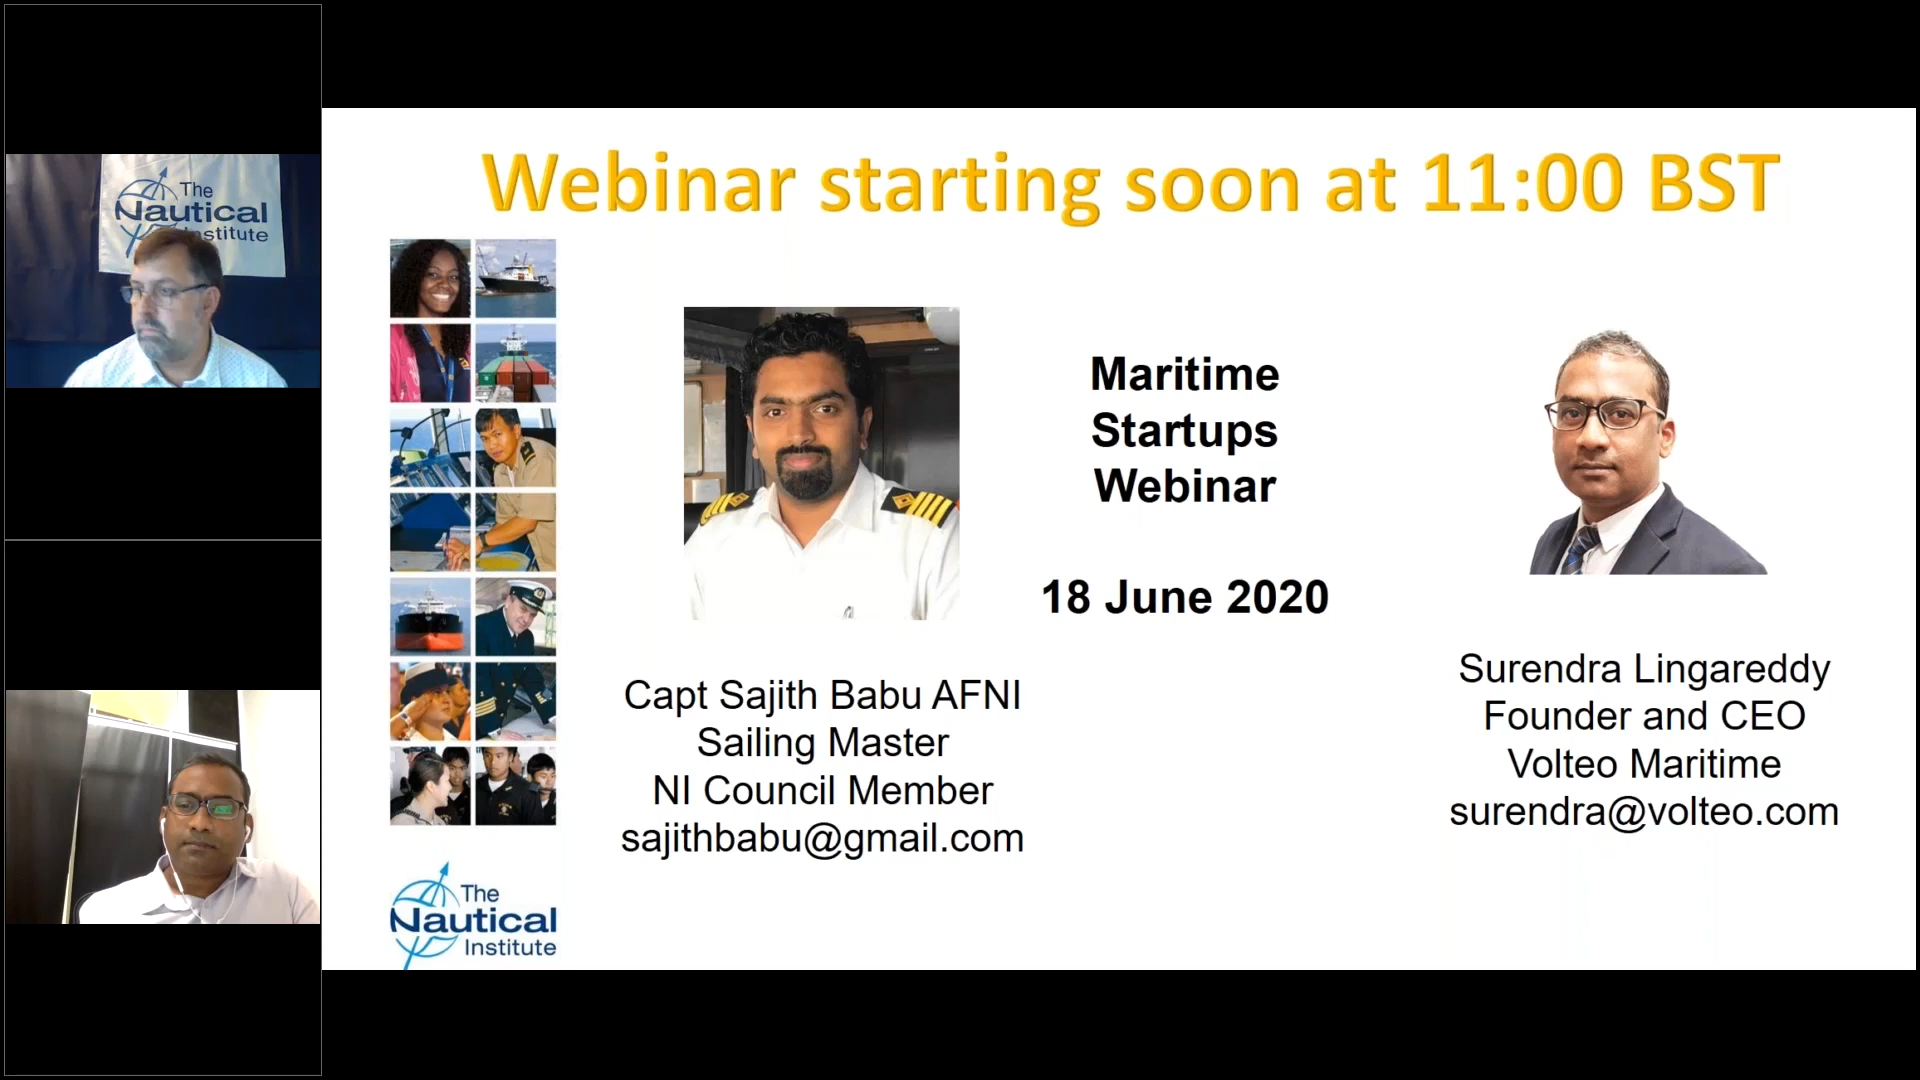 The
Nautical
Institute
Webinar starting soon at 11:00 BST
Maritime
Startups
Webinar
18 June 2020
Capt Sajith Babu AFNI
Sailing Master
NI Council Member
sajithbabu@gmail.com
Surendra Lingareddy
Founder and CEO
Volteo Maritime
surendra@volteo.com
The
Nautical
Institute